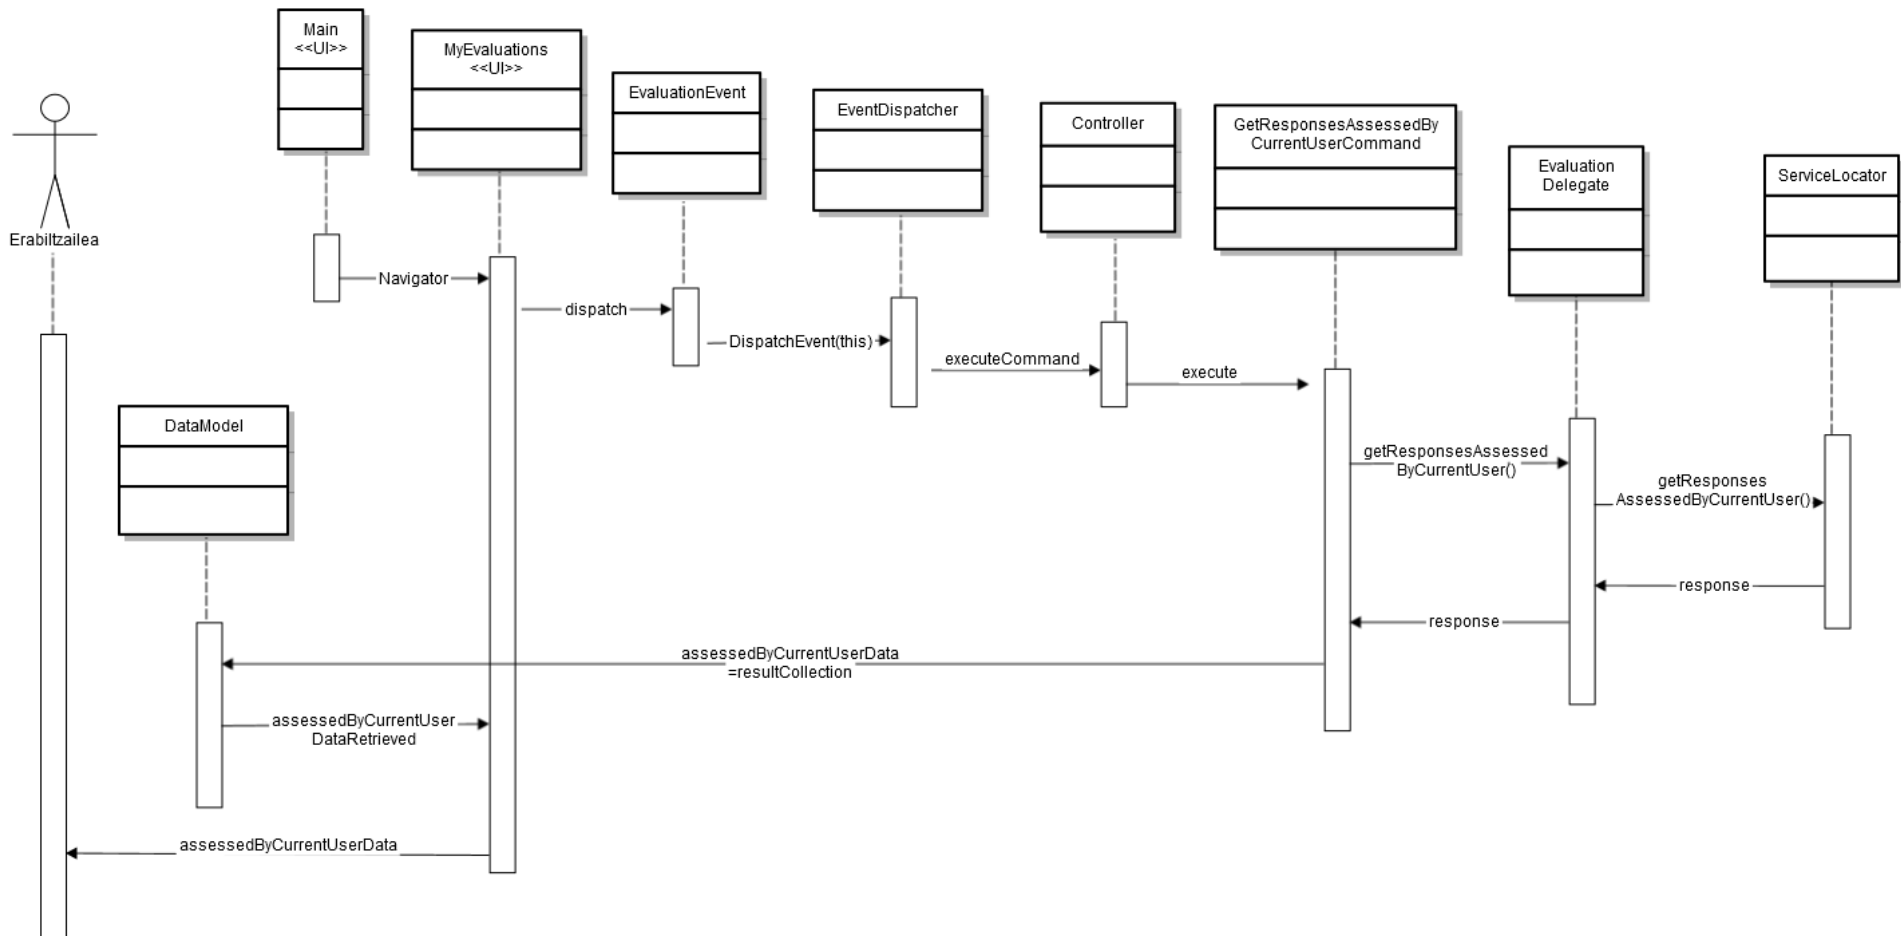 Main
<<UI>>
MyEvaluations
<<UI>>
EvaluationEvent
EventDispatcher
Controller
GetResponsesAssessedBy
CurrentUserCommand
Evaluation
Delegate
ServiceLocator
Erabiltzailea
Navigator
dispatch
DispatchEvent(this)
executeCommand
execute
DataModel
getResponsesAssessed
ByCurrentUser()
getResponses
AssessedByCurrentUser()
response
response
assessedByCurrentUserData
=resultCollection
assessedByCurrentUser
DataRetrieved
assessedByCurrentUserData